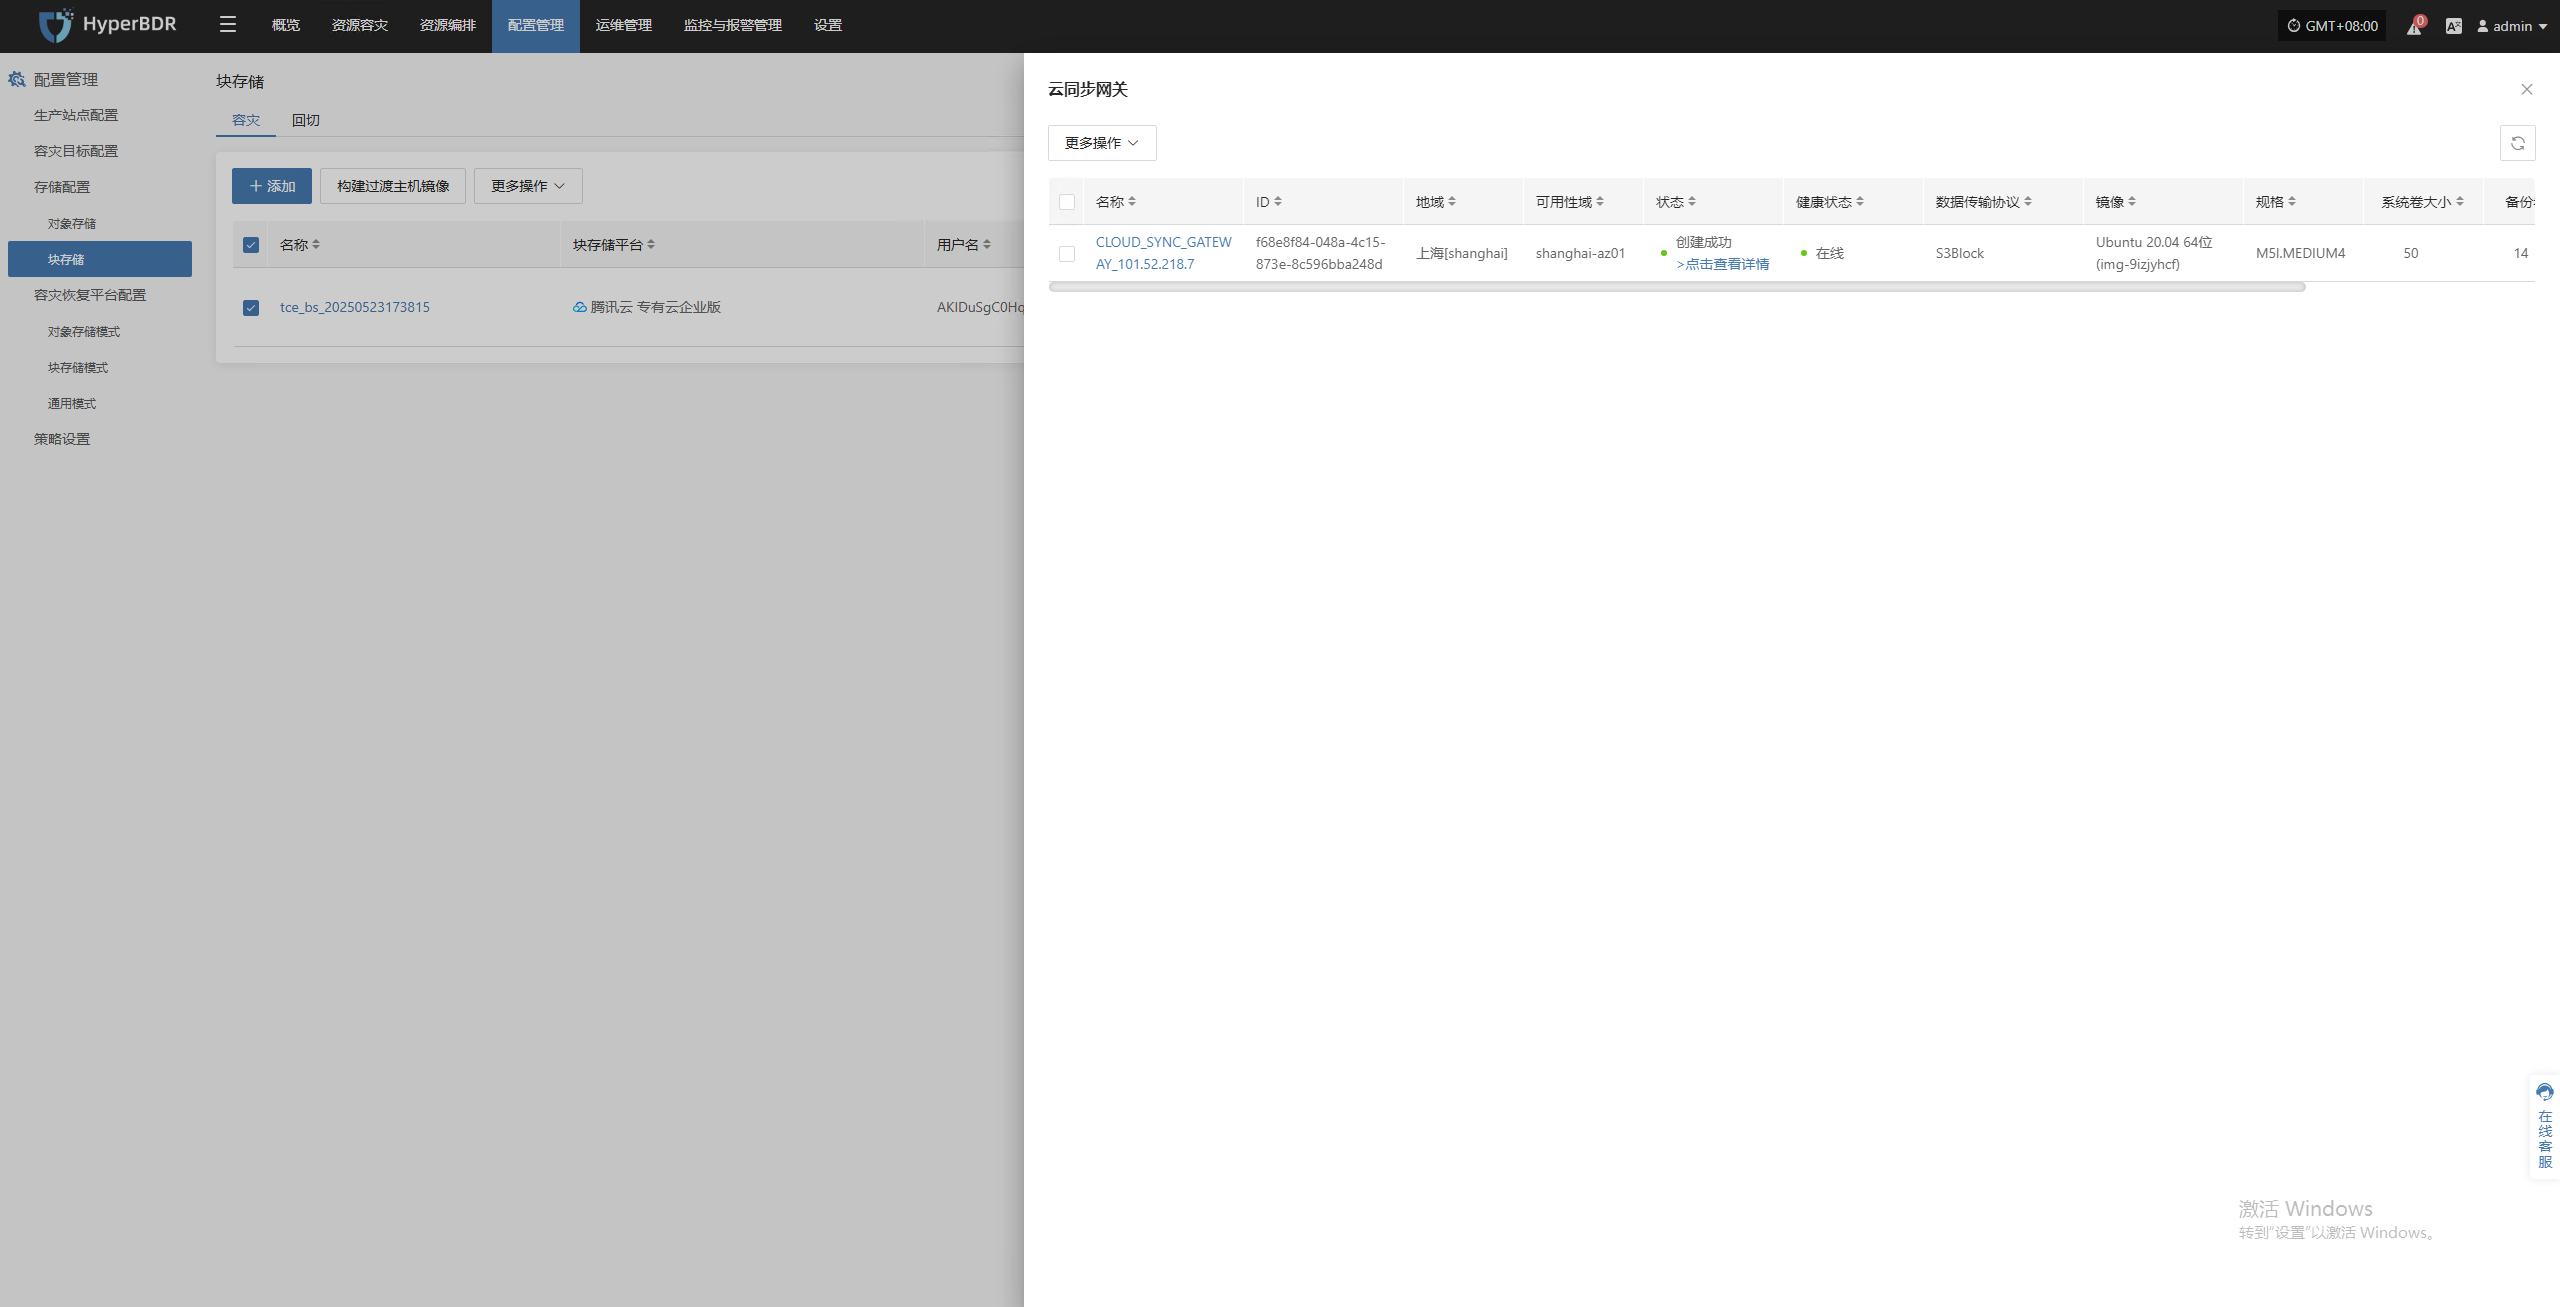 HyperBDR
概览
资源容灾
资源编排
配置管理
运维管理
监控与报警管理
设置
GMT+08:00
0
admin
配置管理
生产站点配置
容灾目标配置
存储配置
对象存储
块存储
容灾恢复平台配置
对象存储模式
块存储模式
通用模式
策略设置
块存储
容灾
回切
添加
构建过渡主机镜像
更多操作
名称
块存储平台
用户名
tce_bs_20250523173815
腾讯云 专有云企业版
AKIDuSgC0Hq
云同步网关
更多操作
名称
ID
地域
可用性域
状态
健康状态
数据传输协议
镜像
规格
系统卷大小
备份
CLOUD_SYNC_GATEW
AY_101.52.218.7
f68e8f84-048a-4c15-
873e-8c596bba248d
上海[shanghai]
shanghai-az01
创建成功
>点击查看详情
在线
S3Block
Ubuntu 20.04 64位
(img-9izjyhcf)
M5I.MEDIUM4
50
14
在线客服
激活 Windows
转到"设置"以激活 Windows。